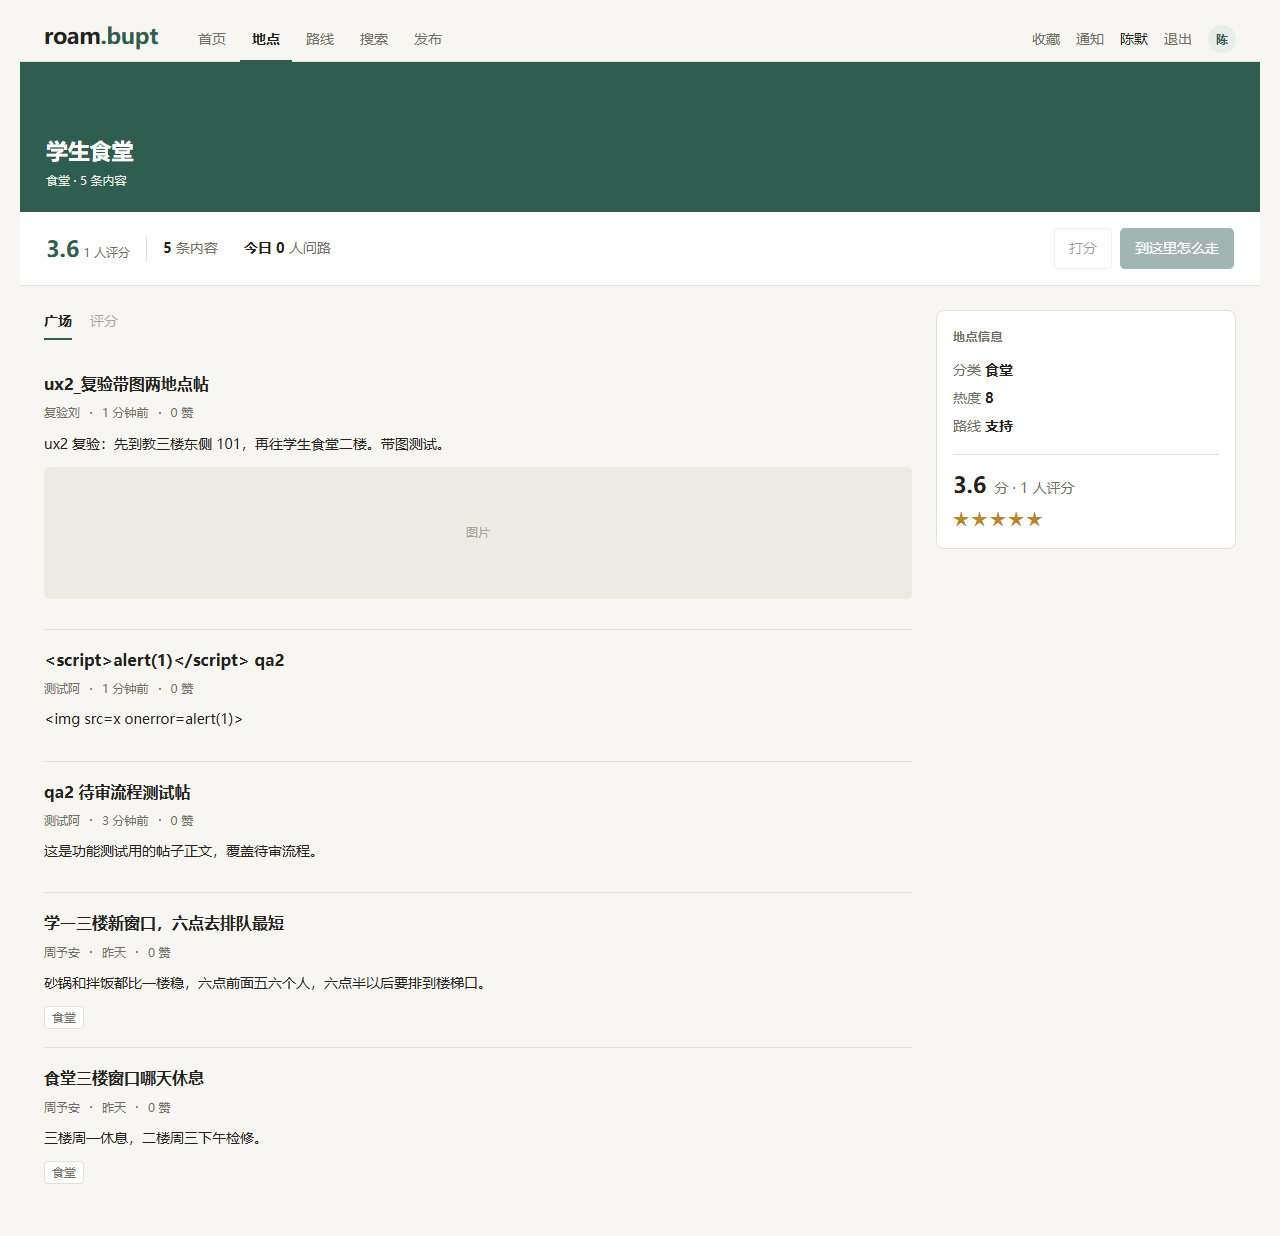 roam.bupt 首页 地点 路线 搜索 发布 收藏 通知 陈默 退出 陈
学生食堂
食堂 · 5 条内容
3.6 1 人评分 5 条内容 今日 0 人问路 打分 到这里怎么走
广场 评分
ux2_复验带图两地点帖
复验刘 · 1 分钟前 · 0 赞
ux2 复验：先到教三楼东侧 101，再往学生食堂二楼。带图测试。
图片
<script>alert(1)</script> qa2
测试阿 · 1 分钟前 · 0 赞
<img src=x onerror=alert(1)>
qa2 待审流程测试帖
测试阿 · 3 分钟前 · 0 赞
这是功能测试用的帖子正文，覆盖待审流程。
学一三楼新窗口，六点去排队最短
周予安 · 昨天 · 0 赞
砂锅和拌饭都比一楼稳，六点前面五六个人，六点半以后要排到楼梯口。
食堂
食堂三楼窗口哪天休息
周予安 · 昨天 · 0 赞
三楼周一休息，二楼周三下午检修。
食堂
地点信息
分类 食堂
热度 8
路线 支持
3.6 分 · 1 人评分
★★★★★